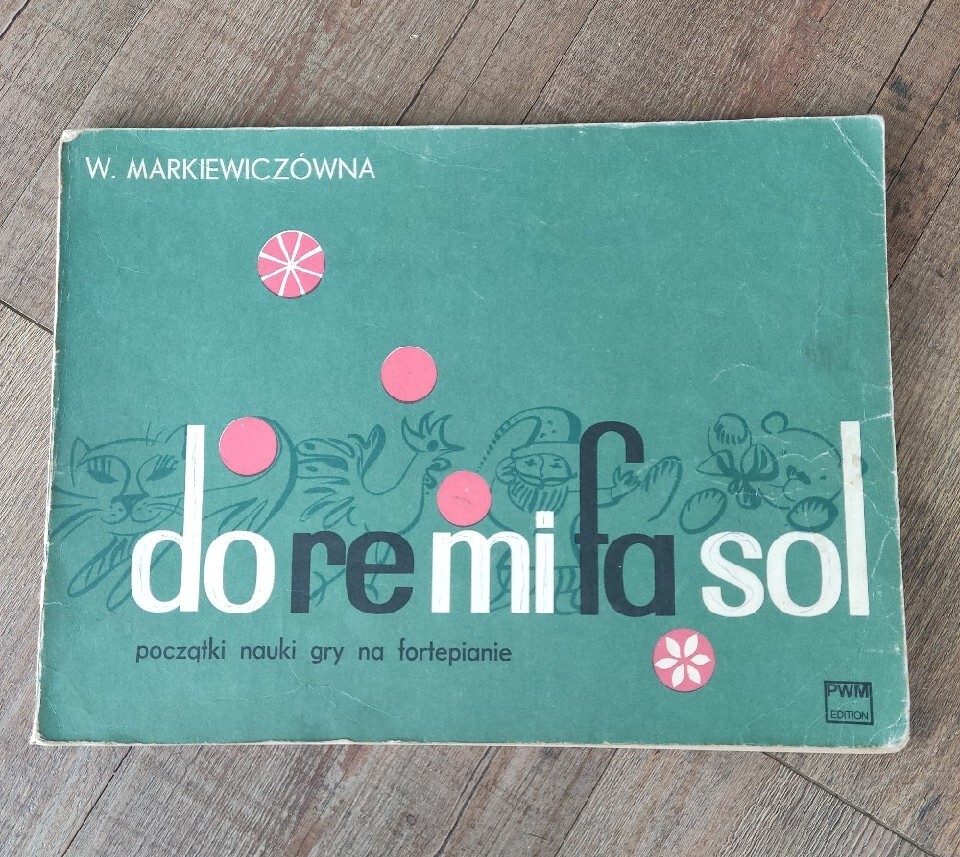 W. MARKIEWICZÓWNA
do re mi fa sol
początki nauki gry na fortepianie
PWM
EDITION